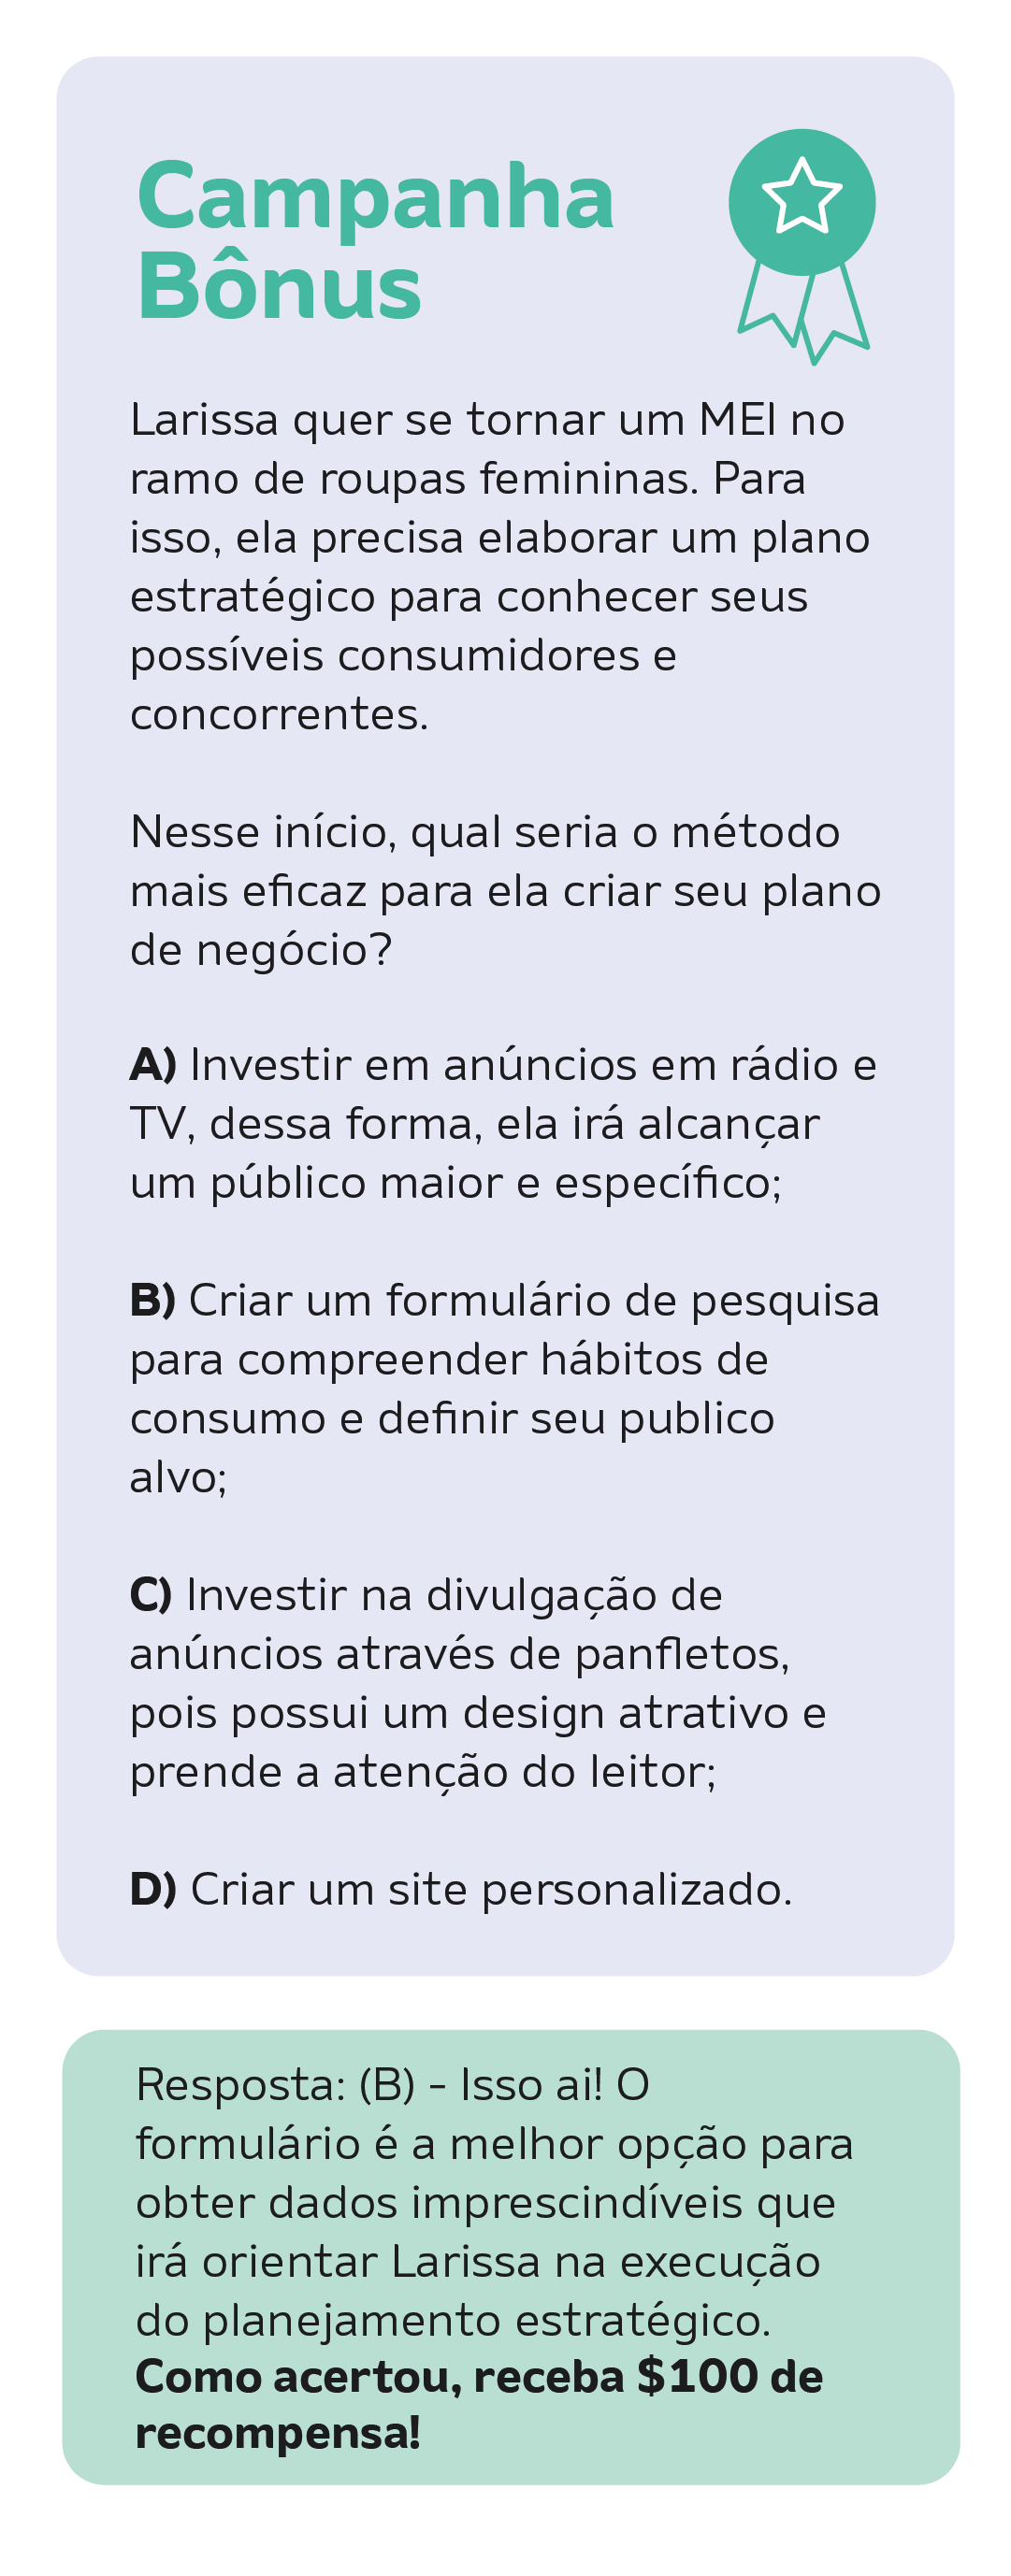 Campanha
Bônus
Larissa quer se tornar um MEI no
ramo de roupas femininas. Para
isso, ela precisa elaborar um plano
estratégico para conhecer seus
possíveis consumidores e
concorrentes.
Nesse início, qual seria o método
mais eficaz para ela criar seu plano
de negócio?
A) Investir em anúncios em rádio e
TV, dessa forma, ela irá alcançar
um público maior e específico;
B) Criar um formulário de pesquisa
para compreender hábitos de
consumo e definir seu publico
alvo;
C) Investir na divulgação de
anúncios através de panfletos,
pois possui um design atrativo e
prende a atenção do leitor;
D) Criar um site personalizado.
Resposta: (B) - Isso ai! O
formulário é a melhor opção para
obter dados imprescindíveis que
irá orientar Larissa na execução
do planejamento estratégico.
Como acertou, receba $100 de
recompensa!